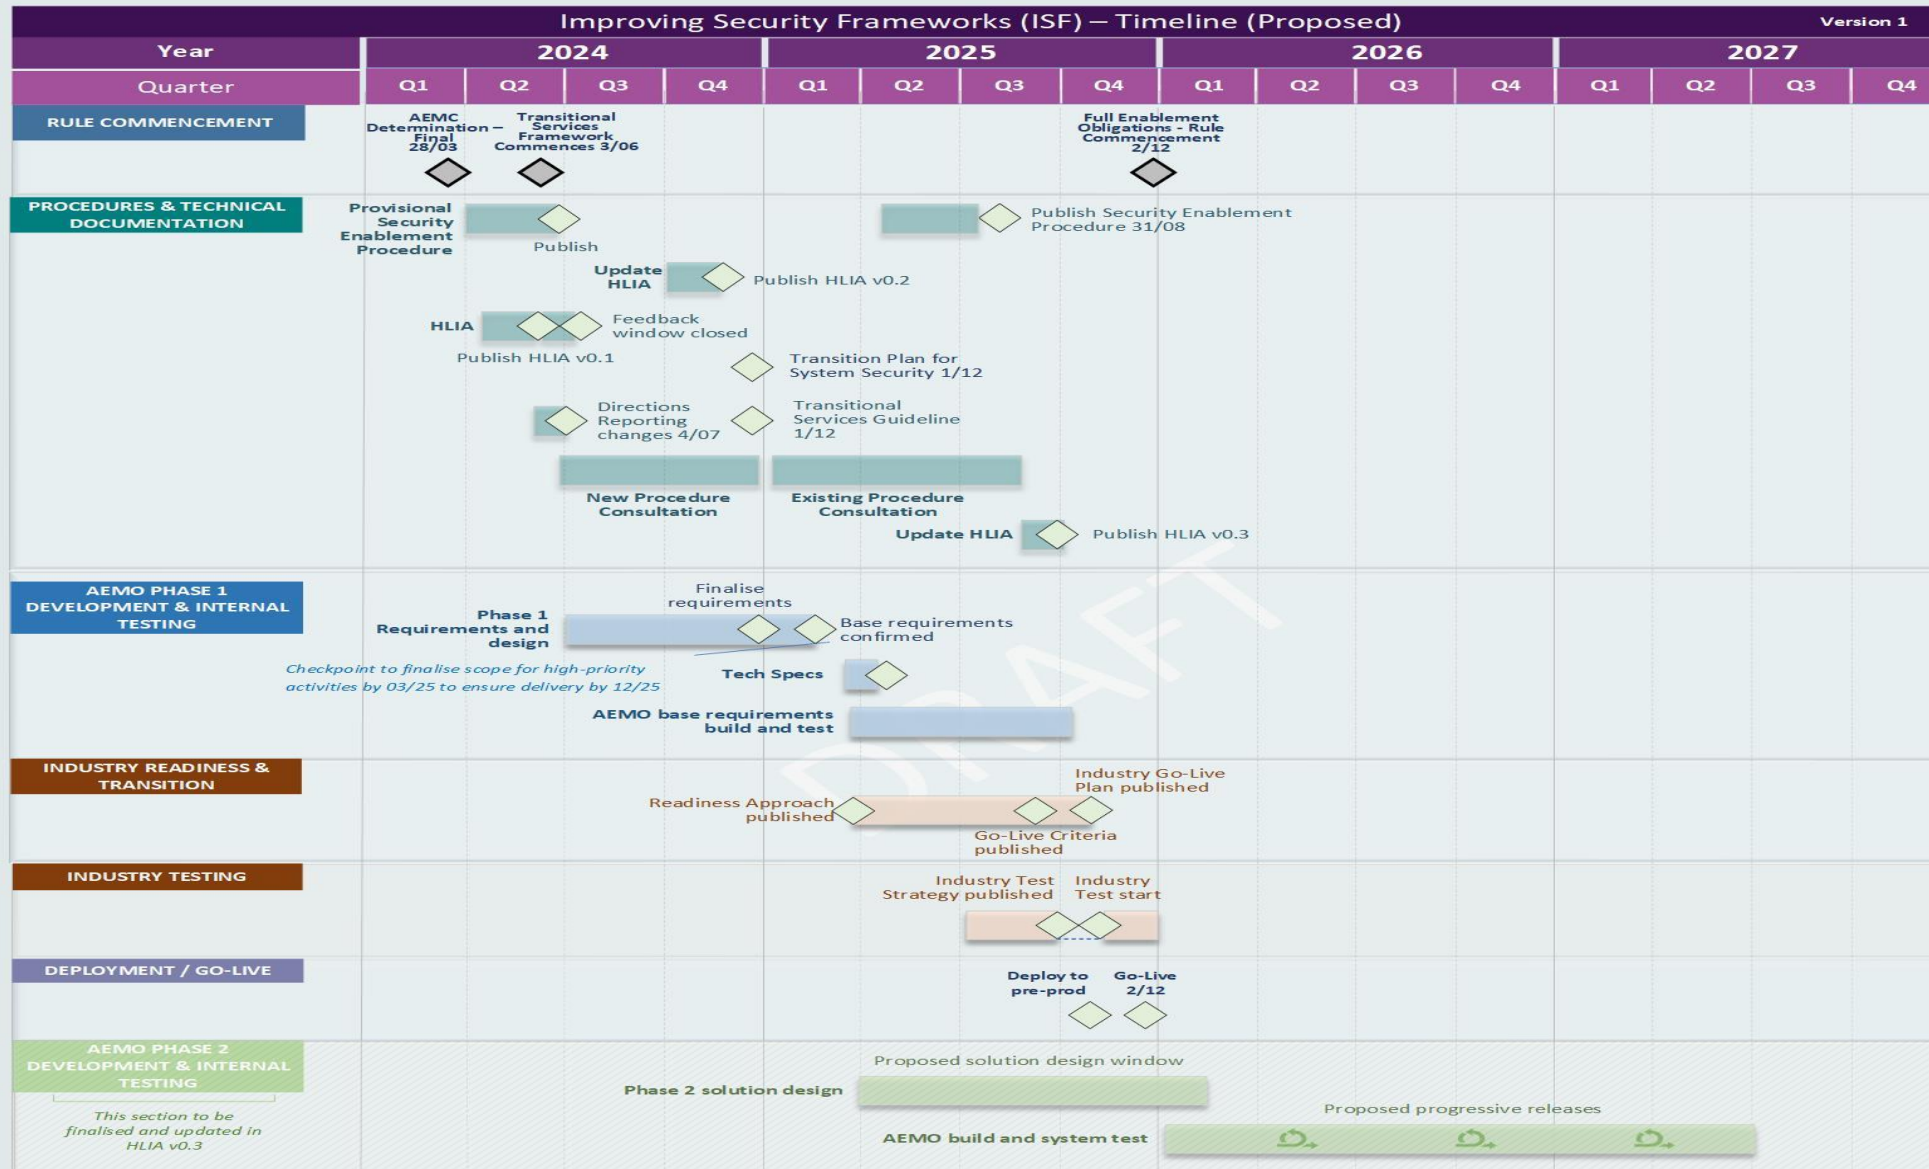 Improving Security Frameworks (ISF) – Timeline (Proposed)
Version 1
Year
2024
2025
2026
2027
Quarter
Q1
Q2
Q3
Q4
Q1
Q2
Q3
Q4
Q1
Q2
Q3
Q4
Q1
Q2
Q3
Q4
RULE COMMENCEMENT
AEMC
Determination –
Final
28/03
Transitional
Services
Framework
Commences 3/06
Full Enablement
Obligations - Rule
Commencement
2/12
PROCEDURES & TECHNICAL
DOCUMENTATION
Provisional
Security
Enablement
Procedure
Publish
Publish Security Enablement
Procedure 31/08
Update
HLIA
Publish HLIA v0.2
HLIA
Feedback
window closed
Publish HLIA v0.1
Transition Plan for
System Security 1/12
Directions
Reporting
changes 4/07
Transitional
Services Guideline
1/12
New Procedure
Consultation
Existing Procedure
Consultation
Update HLIA
Publish HLIA v0.3
AEMO PHASE 1
DEVELOPMENT & INTERNAL
TESTING
Finalise
requirements
Phase 1
Requirements and
design
Base requirements
confirmed
Checkpoint to finalise scope for high-priority
activities by 03/25 to ensure delivery by 12/25
Tech Specs
AEMO base requirements
build and test
DRAFT
INDUSTRY READINESS &
TRANSITION
Readiness Approach
published
Industry Go-Live
Plan published
Go-Live Criteria
published
INDUSTRY TESTING
Industry Test
Strategy published
Industry
Test start
DEPLOYMENT / GO-LIVE
Deploy to
pre-prod
Go-Live
2/12
AEMO PHASE 2
DEVELOPMENT & INTERNAL
TESTING
This section to be
finalised and updated in
HLIA v0.3
Proposed solution design window
Phase 2 solution design
Proposed progressive releases
AEMO build and system test